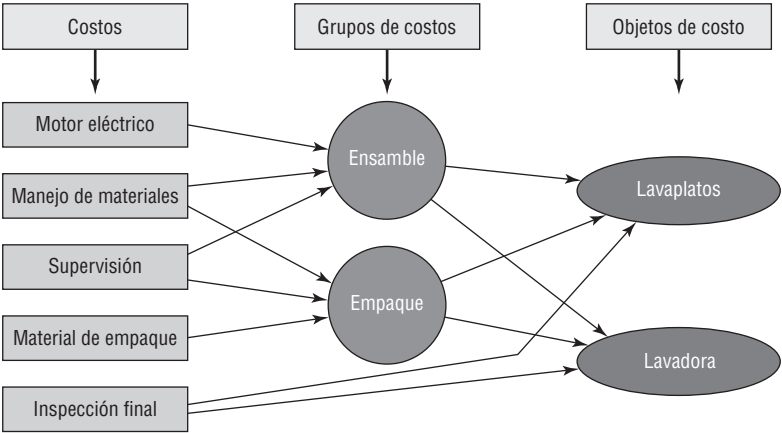 Costos
Grupos de costos
Objetos de costo
Motor eléctrico
Manejo de materiales
Supervisión
Material de empaque
Inspección final
Ensamble
Empaque
Lavaplatos
Lavadora